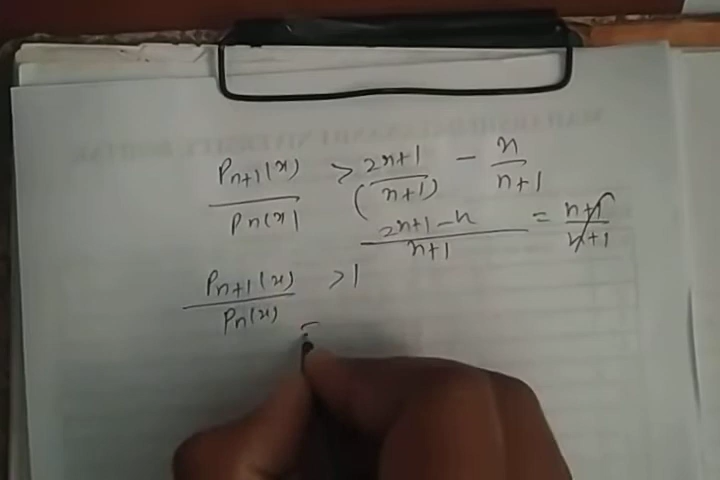 Pn+1(x) / Pn(x) > 2n+1 / (n+1) - n / n+1
2n+1-n / n+1 = n+1 / n+1
Pn+1(x) / Pn(x) > 1